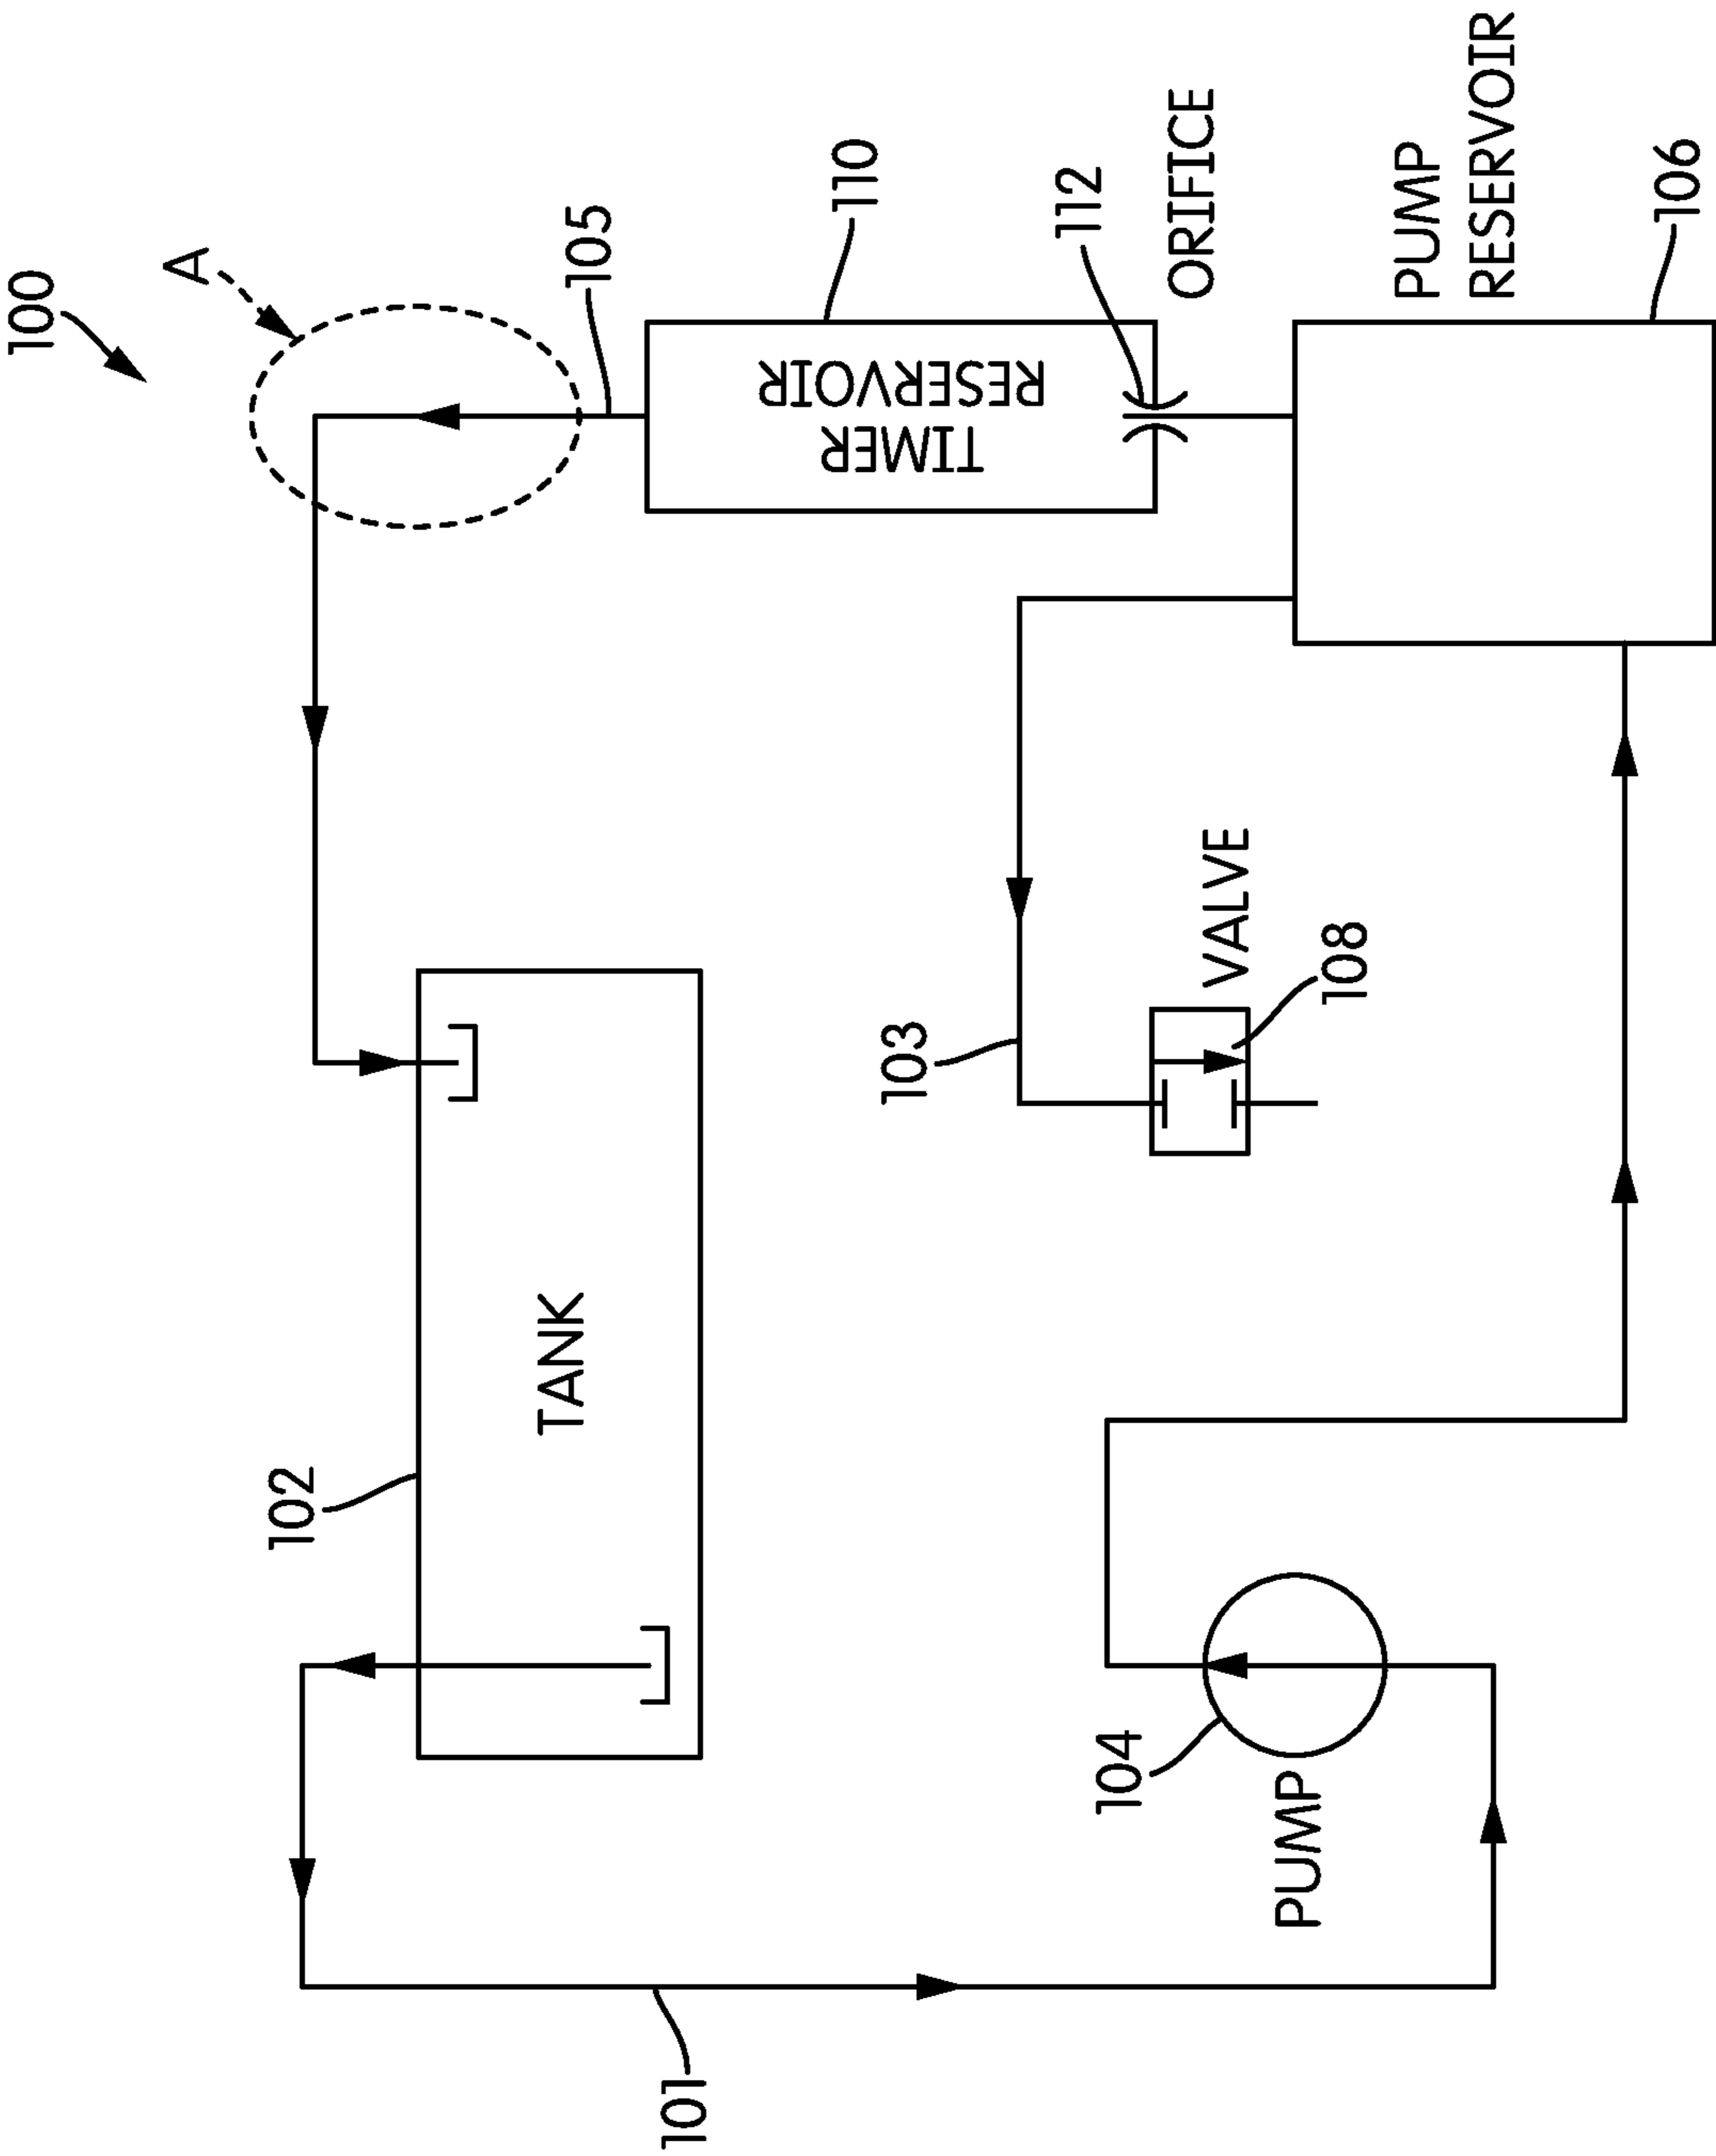 100
A
105
110
TIMER
RESERVOIR
112
ORIFICE
PUMP
RESERVOIR
106
102
TANK
103
VALVE
108
104
PUMP
101